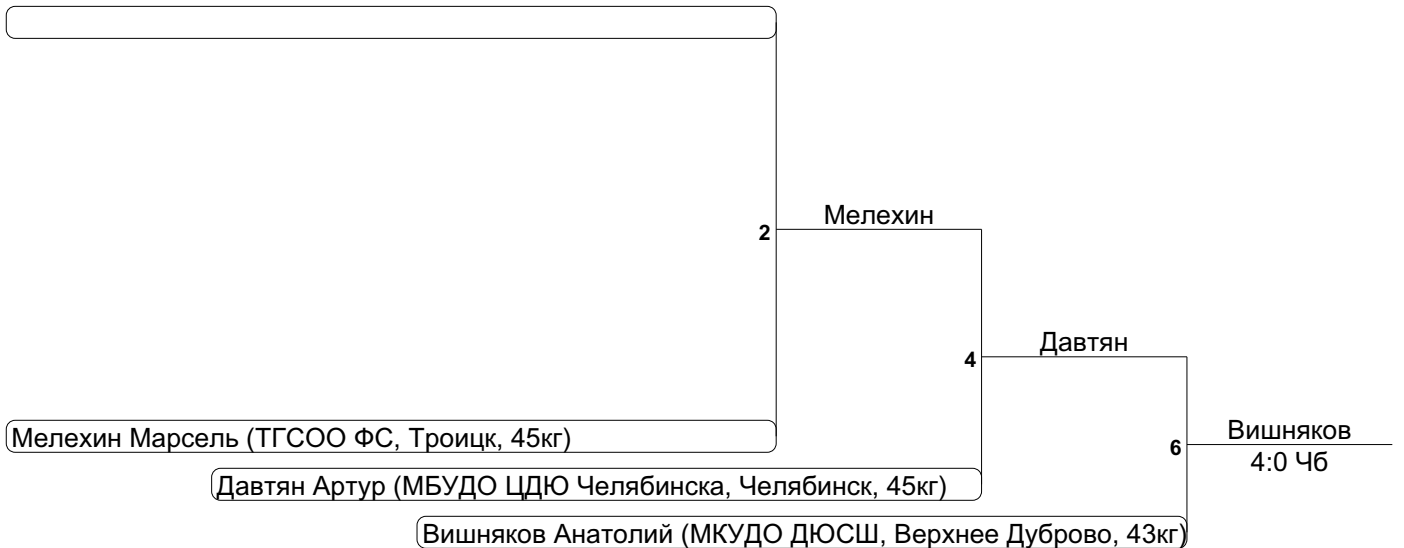 Мелехин
2
Давтян
4
Мелехин Марсель (ТГСОО ФС, Троицк, 45кг)
Вишняков
6
4:0 Чб
Давтян Артур (МБУДО ЦДЮ Челябинска, Челябинск, 45кг)
Вишняков Анатолий (МКУДО ДЮСШ, Верхнее Дуброво, 43кг)